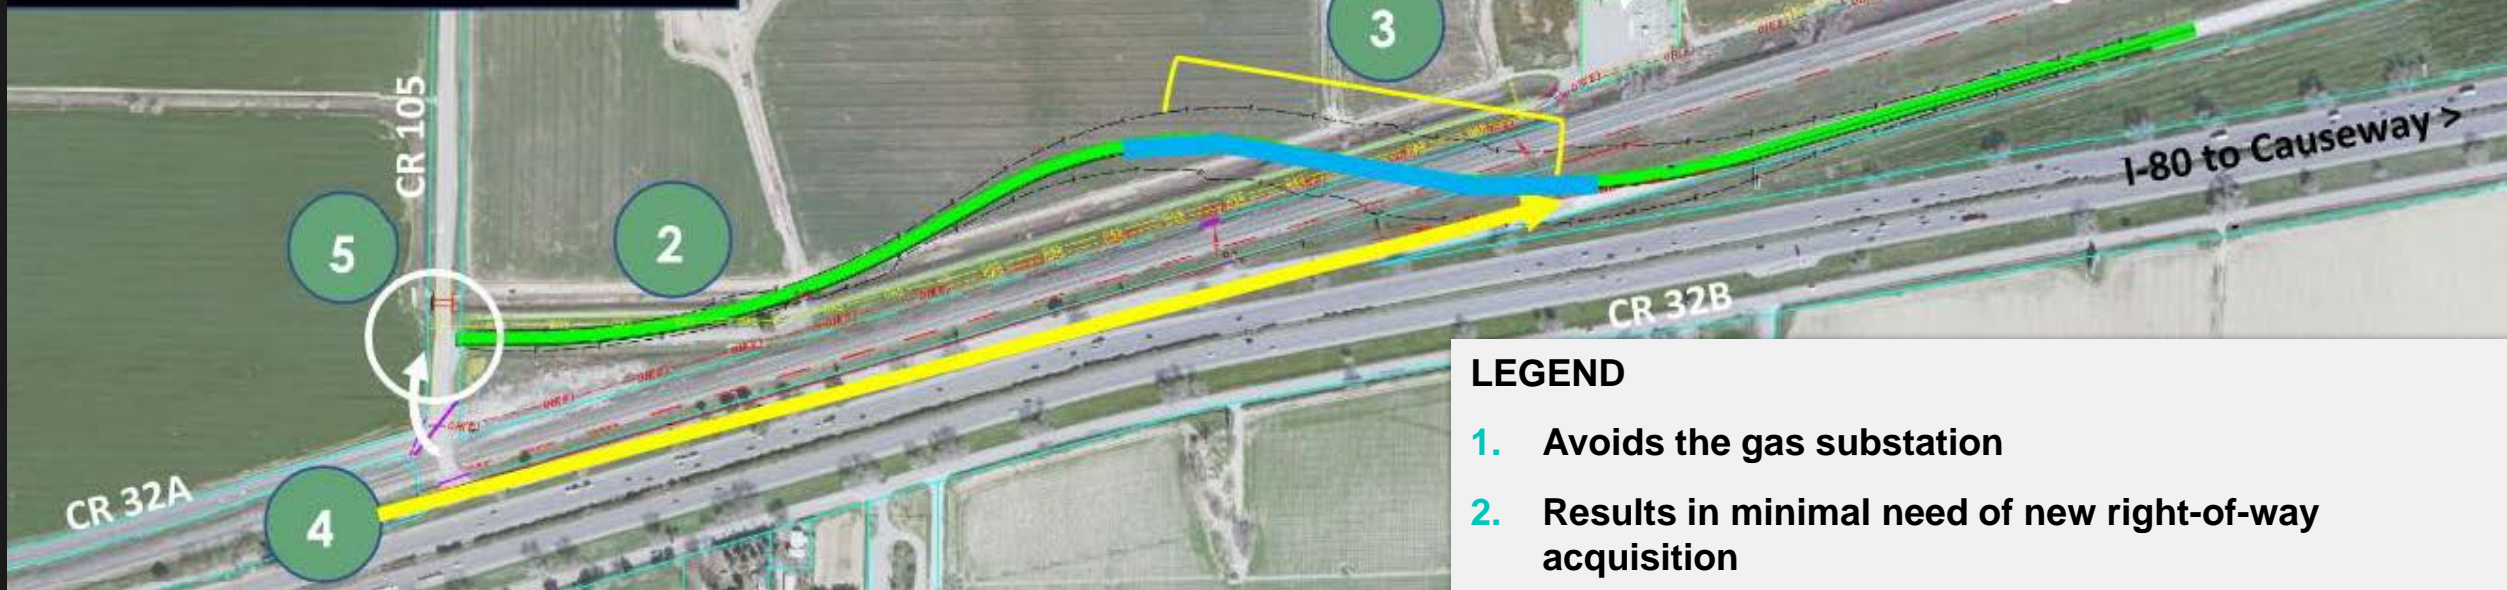 3
CR 105
I-80 to Causeway >
5
2
CR 32B
LEGEND
1. Avoids the gas substation
2. Results in minimal need of new right-of-way
acquisition
CR 32A
4